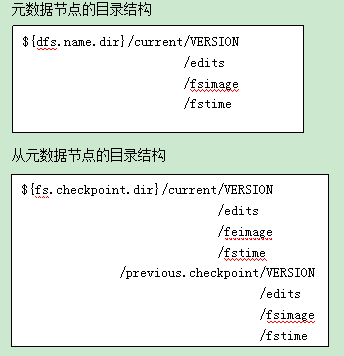 元数据节点的目录结构
${dfs.name.dir}/current/VERSION
/edits
/fsimage
/fstime
从元数据节点的目录结构
${fs.checkpoint.dir}/current/VERSION
/edits
/feimage
/fstime
/previous.checkpoint/VERSION
/edits
/fsimage
/fstime